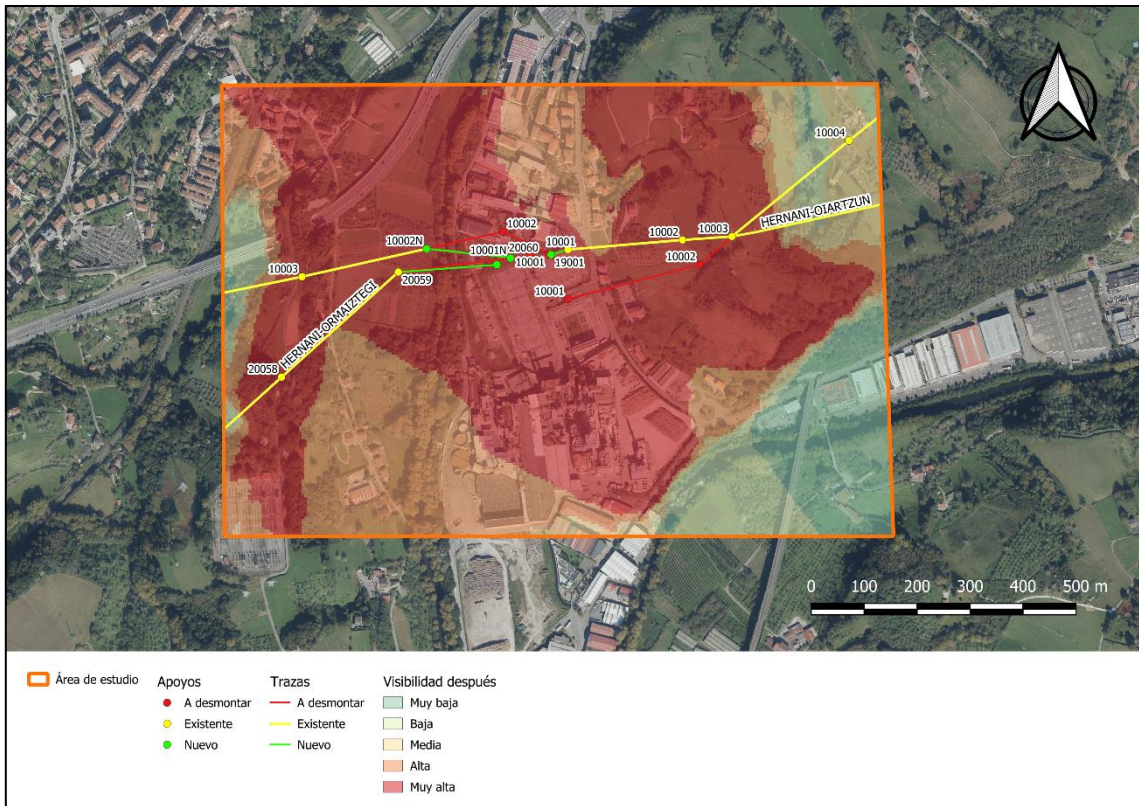 10004
HERNANI-OIARTZUN
10002
10003
10002
10002N
10001N
20060
10001
10002
10003
20059
10001
19001
10001
HERNANI-ORMAIZTEGI
20058
0 100 200 300 400 500 m
Área de estudio
Apoyos
A desmontar
Existente
Nuevo
Trazas
A desmontar
Existente
Nuevo
Visibilidad después
Muy baja
Baja
Media
Alta
Muy alta